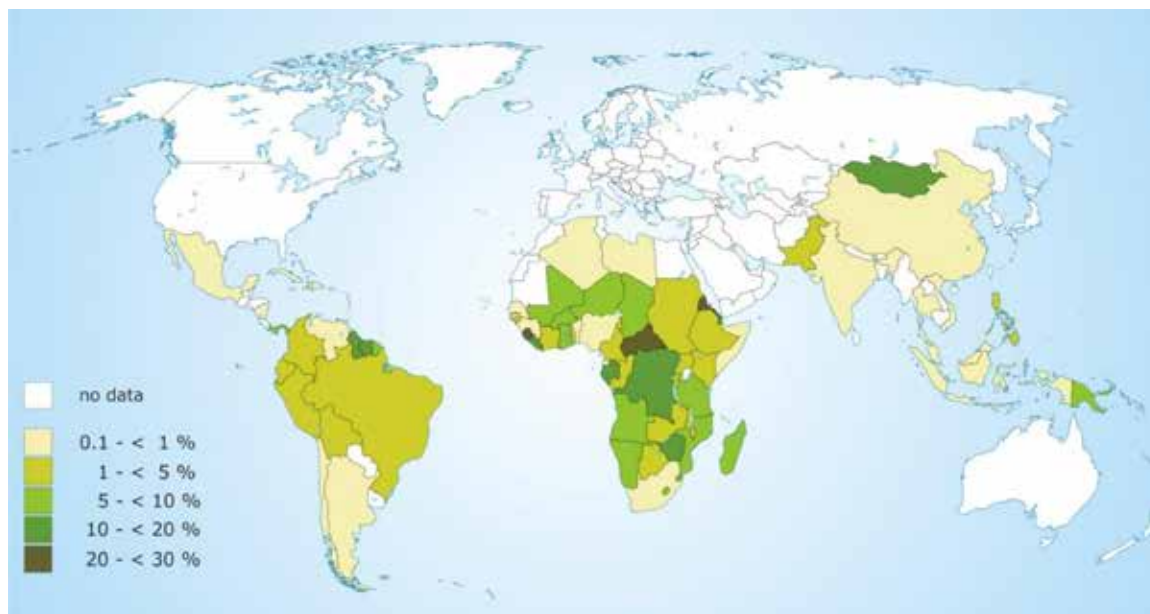 no data
0.1 - < 1 %
1 - < 5 %
5 - < 10 %
10 - < 20 %
20 - < 30 %